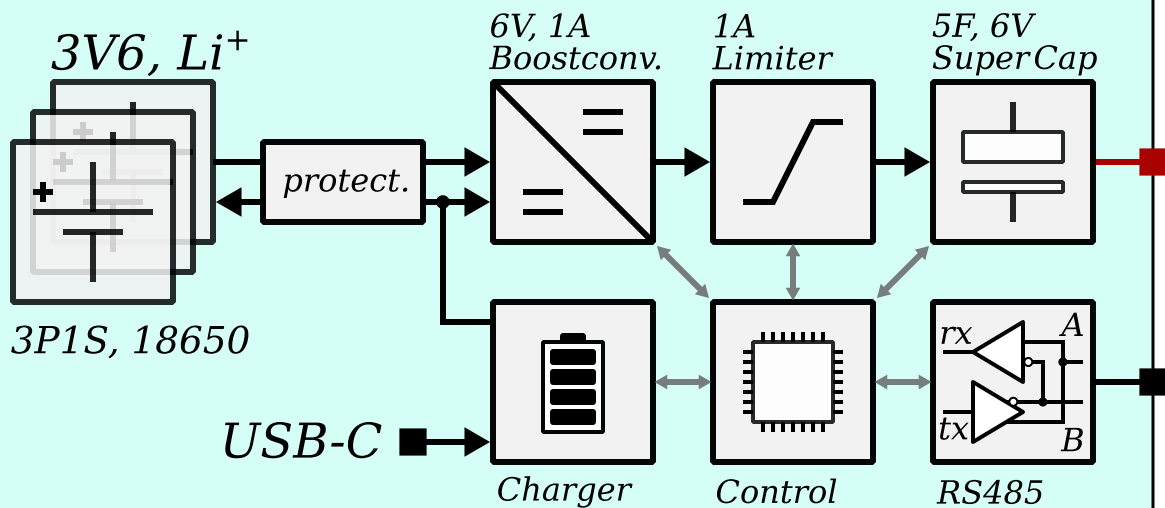 3V6, Li⁺
6V, 1A
Boostconv.
1A
Limiter
5F, 6V
SuperCap
protect.
3P1S, 18650
USB-C
rx
A
tx
B
Charger
Control
RS485